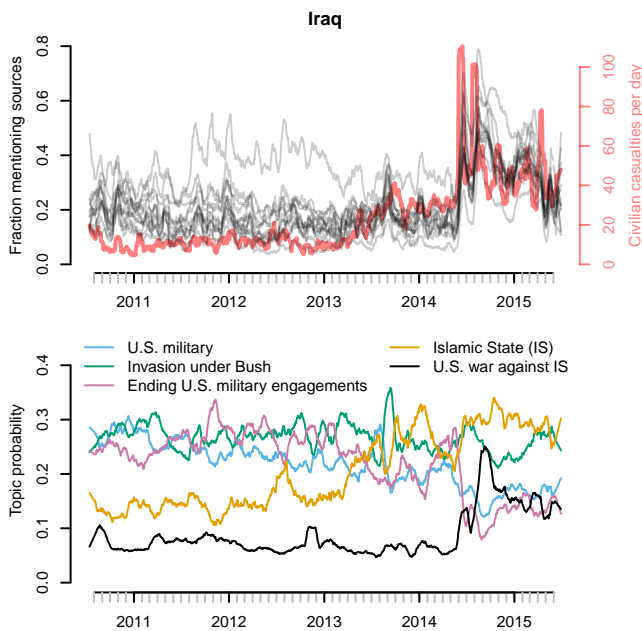 Iraq
Fraction mentioning sources
0.0
0.2
0.4
0.6
0.8
Civilian casualties per day
0
20
40
60
80
100
2011 2012 2013 2014 2015
U.S. military
Invasion under Bush
Ending U.S. military engagements
Islamic State (IS)
U.S. war against IS
Topic probability
0.0
0.1
0.2
0.3
0.4
2011 2012 2013 2014 2015